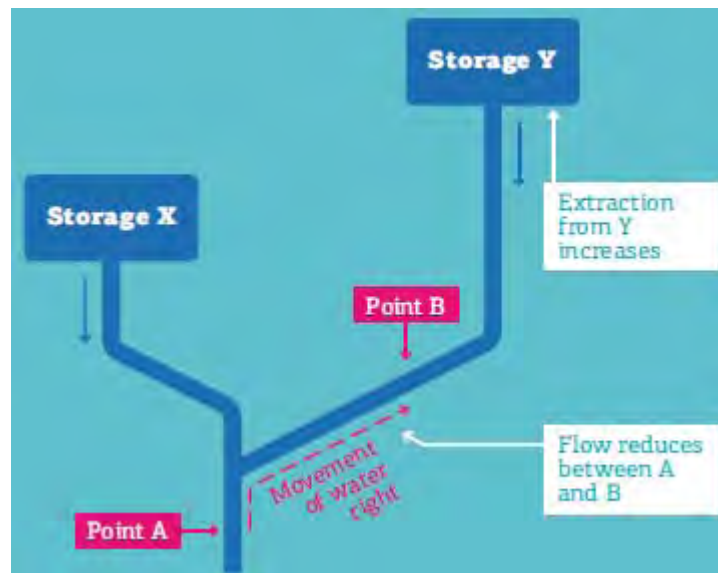 Storage Y
Storage X
Extraction
from Y
increases
Point B
Flow reduces
between A
and B
Movement
of water
right
Point A